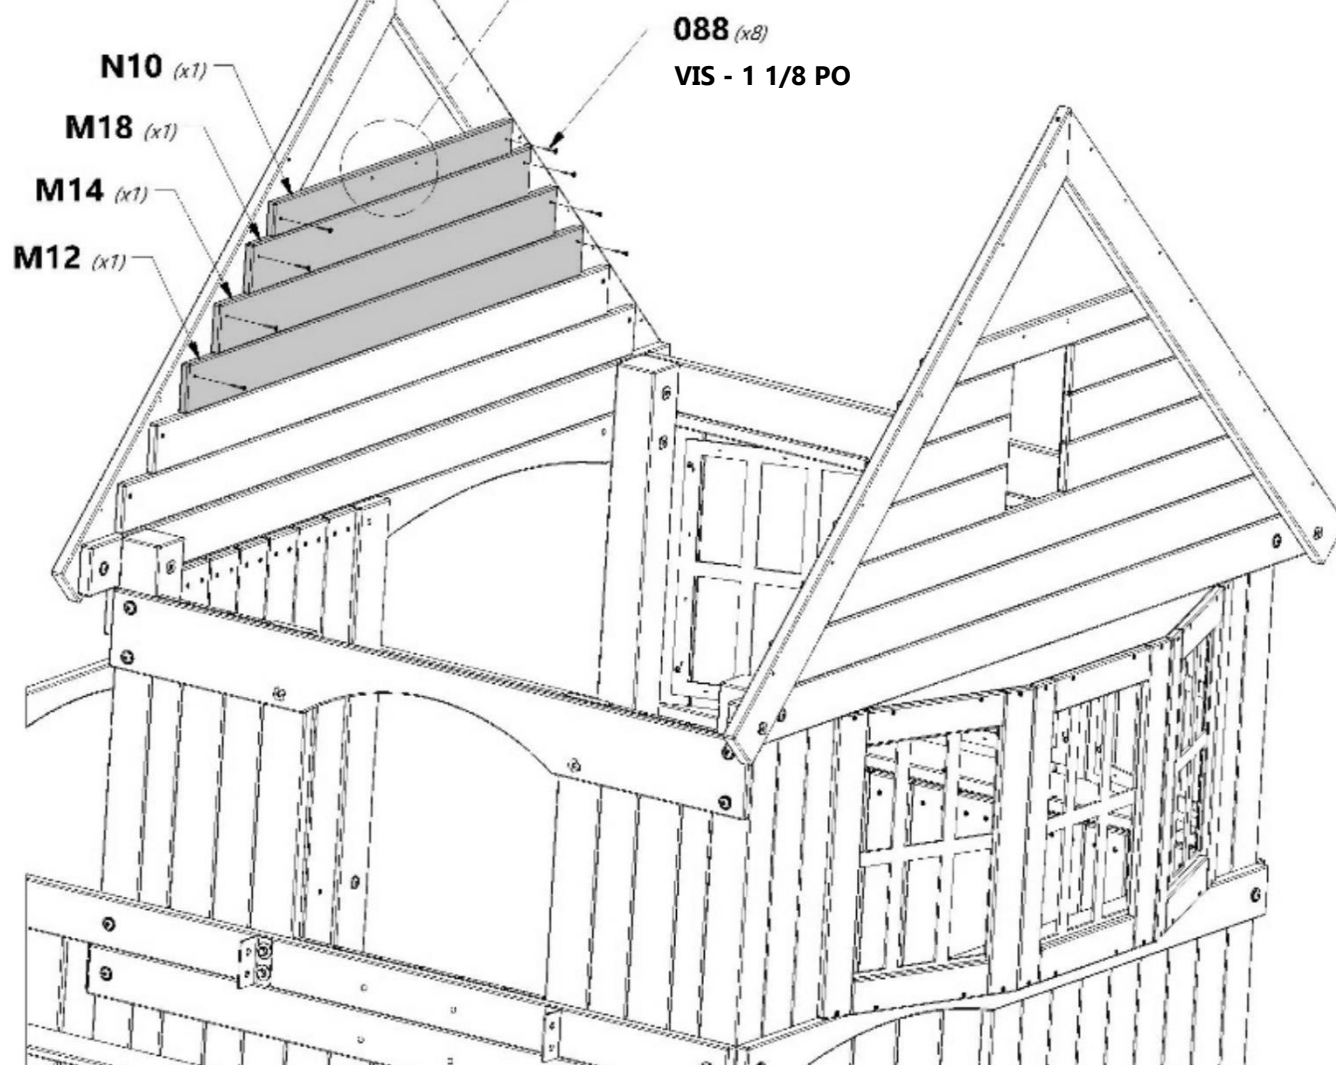 088 (x8)
VIS - 1 1/8 PO
N10 (x1)
M18 (x1)
M14 (x1)
M12 (x1)